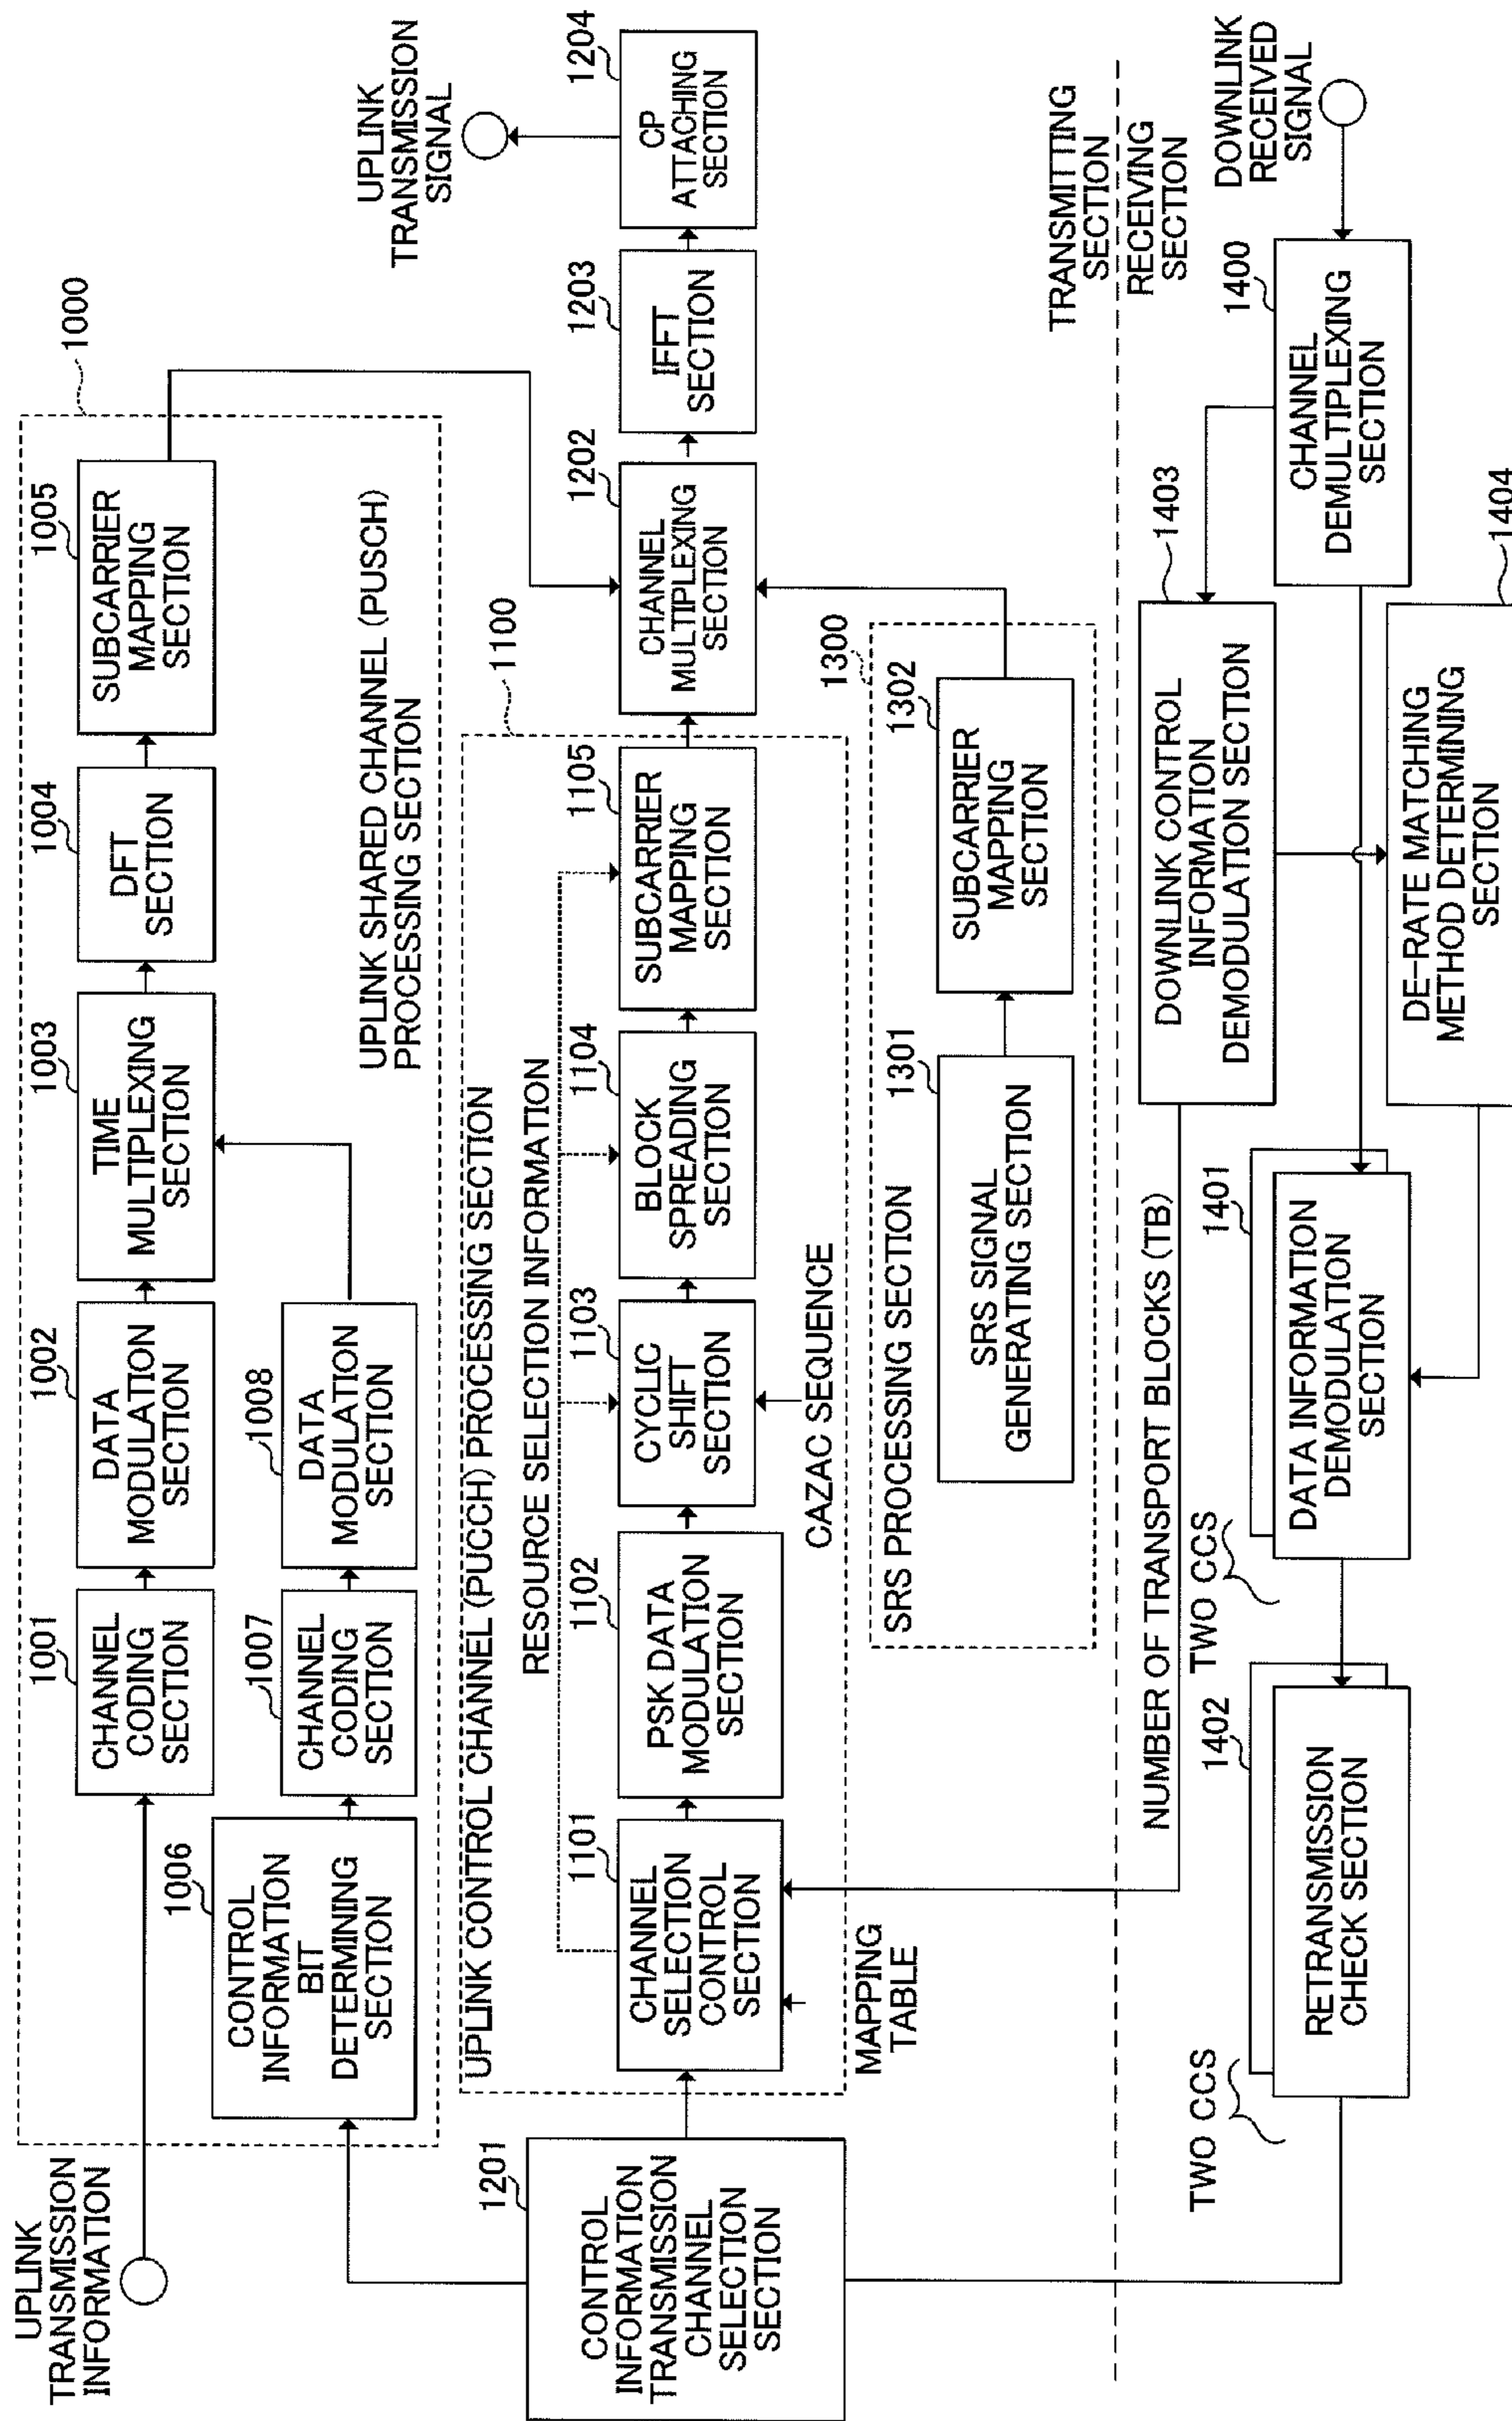 UPLINK
TRANSMISSION
INFORMATION
1000
1001
CHANNEL
CODING
SECTION
1002
DATA
MODULATION
SECTION
1003
TIME
MULTIPLEXING
SECTION
1004
DFT
SECTION
1005
SUBCARRIER
MAPPING
SECTION
1006
CONTROL
INFORMATION
BIT
DETERMINING
SECTION
1007
CHANNEL
CODING
SECTION
1008
DATA
MODULATION
SECTION
UPLINK SHARED CHANNEL (PUSCH)
PROCESSING SECTION
UPLINK
TRANSMISSION
SIGNAL
1201
CONTROL
INFORMATION
TRANSMISSION
CHANNEL
SELECTION
SECTION
UPLINK CONTROL CHANNEL (PUCCH) PROCESSING SECTION
1100
RESOURCE SELECTION INFORMATION
1101
CHANNEL
SELECTION
CONTROL
SECTION
1102
PSK DATA
MODULATION
SECTION
1103
CYCLIC
SHIFT
SECTION
1104
BLOCK
SPREADING
SECTION
1105
SUBCARRIER
MAPPING
SECTION
1202
CHANNEL
MULTIPLEXING
SECTION
1203
IFFT
SECTION
1204
CP
ATTACHING
SECTION
MAPPING
TABLE
CAZAC SEQUENCE
SRS PROCESSING SECTION
1300
1301
SRS SIGNAL
GENERATING SECTION
1302
SUBCARRIER
MAPPING
SECTION
TRANSMITTING
SECTION
RECEIVING
SECTION
NUMBER OF TRANSPORT BLOCKS (TB)
DOWNLINK
RECEIVED
SIGNAL
1400
CHANNEL
DEMULTIPLEXING
SECTION
1403
DOWNLINK CONTROL
INFORMATION
DEMODULATION SECTION
1404
DE-RATE MATCHING
METHOD DETERMINING
SECTION
TWO CCS
1401
DATA INFORMATION
DEMODULATION
SECTION
TWO CCS
1402
RETRANSMISSION
CHECK SECTION